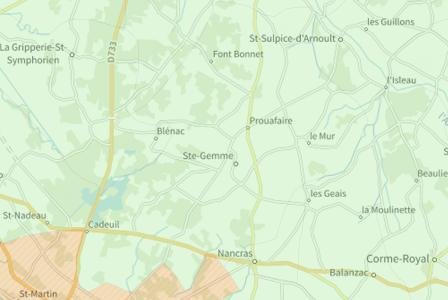 les Guillons
St-Sulpice-d'Arnoult
La Gripperie-St-
Symphorien
D733
Font Bonnet
l'Isleau
Prouafaire
Blénac
le Mur
Ste-Gemme
Beaulie
les Geais
la Moulinette
St-Nadeau
Cadeuil
Nancras
Corme-Royal
Balanzac
St-Martin